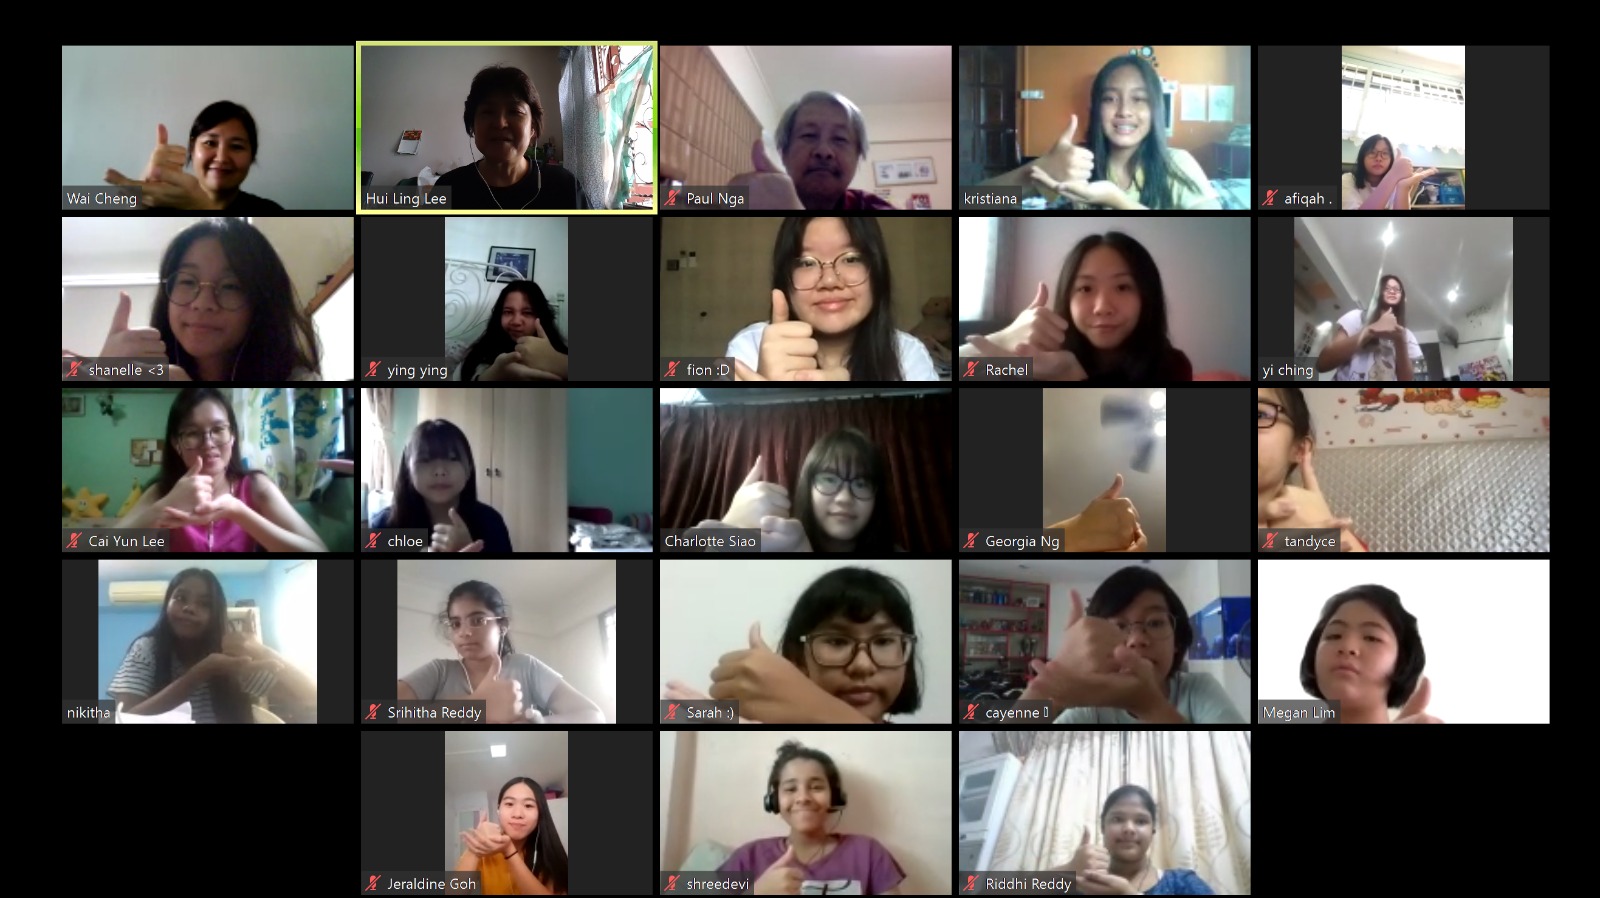 Wai Cheng
Hui Ling Lee
Paul Nga
kristiana
afiqah .
shanelle <3
ying ying
fion :D
Rachel
yi ching
Cai Yun Lee
chloe
Charlotte Siao
Georgia Ng
tandyce
nikitha
Srihitha Reddy
Sarah :)
cayenne
Megan Lim
Jeraldine Goh
shreedevi
Riddhi Reddy